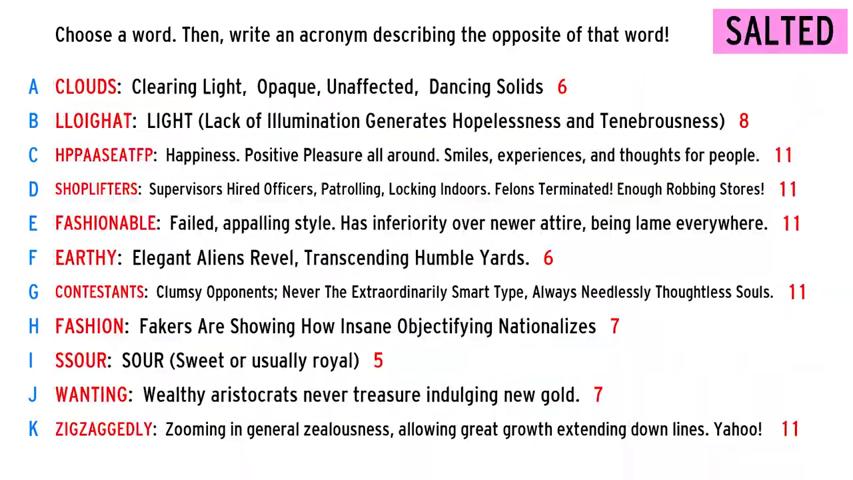 Choose a word. Then, write an acronym describing the opposite of that word!
SALTED
A CLOUDS: Clearing Light, Opaque, Unaffected, Dancing Solids 6
B LLOIGHAT: LIGHT (Lack of Illumination Generates Hopelessness and Tenebrousness) 8
C HPPAASEATFP: Happiness. Positive Pleasure all around. Smiles, experiences, and thoughts for people. 11
D SHOPLIFTERS: Supervisors Hired Officers, Patrolling, Locking Indoors. Felons Terminated! Enough Robbing Stores! 11
E FASHIONABLE: Failed, appalling style. Has inferiority over newer attire, being lame everywhere. 11
F EARTHY: Elegant Aliens Revel, Transcending Humble Yards. 6
G CONTESTANTS: Clumsy Opponents; Never The Extraordinarily Smart Type, Always Needlessly Thoughtless Souls. 11
H FASHION: Fakers Are Showing How Insane Objectifying Nationalizes 7
I SSOUR: SOUR (Sweet or usually royal) 5
J WANTING: Wealthy aristocrats never treasure indulging new gold. 7
K ZIGZAGGEDLY: Zooming in general zealousness, allowing great growth extending down lines. Yahoo! 11